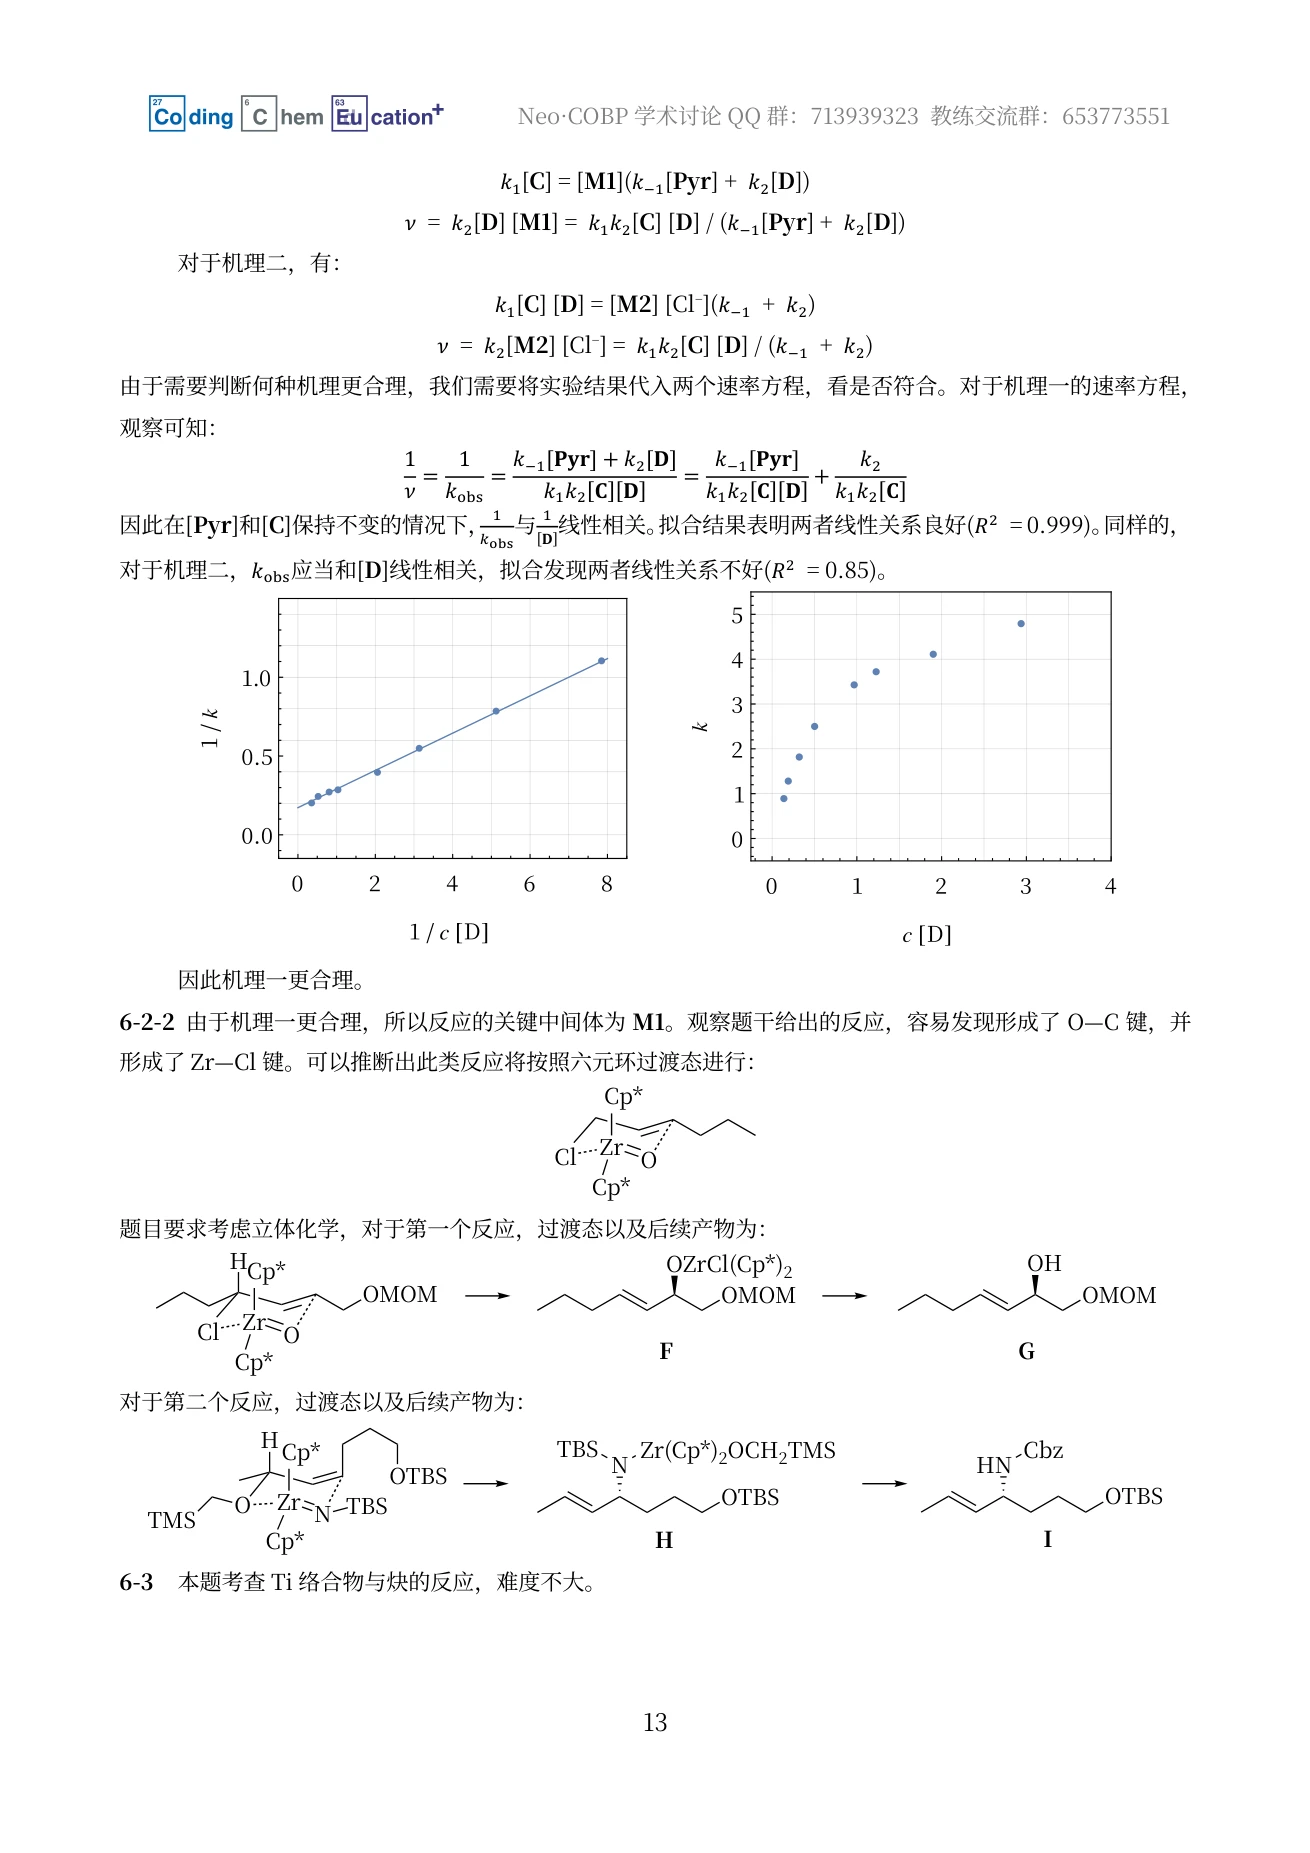 27 Co ding 6 C hem 63 Eu cation+ Neo·COBP 学术讨论 QQ 群：713939323 教练交流群：653773551
k₁[C] = [M1](k₋₁[Pyr] + k₂[D])
ν = k₂[D] [M1] = k₁k₂[C] [D] / (k₋₁[Pyr] + k₂[D])
对于机理二，有：
k₁[C] [D] = [M2] [Cl⁻](k₋₁ + k₂)
ν = k₂[M2] [Cl⁻] = k₁k₂[C] [D] / (k₋₁ + k₂)
由于需要判断何种机理更合理，我们需要将实验结果代入两个速率方程，看是否符合。对于机理一的速率方程，
观察可知：
1/ν = 1/k_obs = (k₋₁[Pyr] + k₂[D])/(k₁k₂[C][D]) = k₋₁[Pyr]/(k₁k₂[C][D]) + k₂/(k₁k₂[C])
因此在[Pyr]和[C]保持不变的情况下，1/k_obs与1/[D]线性相关。拟合结果表明两者线性关系良好(R² = 0.999)。同样的，
对于机理二，k_obs应当和[D]线性相关，拟合发现两者线性关系不好(R² = 0.85)。
1.0
0.5
0.0
1 / k
0 2 4 6 8
1 / c [D]
5
4
3
2
1
0
k
0 1 2 3 4
c [D]
因此机理一更合理。
6-2-2 由于机理一更合理，所以反应的关键中间体为 M1。观察题干给出的反应，容易发现形成了 O—C 键，并
形成了 Zr—Cl 键。可以推断出此类反应将按照六元环过渡态进行：
Cp*
Cl Zr O
Cp*
题目要求考虑立体化学，对于第一个反应，过渡态以及后续产物为：
H Cp* OMOM
Cl Zr O
Cp*
OZrCl(Cp*)₂
OMOM
F
OH
OMOM
G
对于第二个反应，过渡态以及后续产物为：
H Cp* OTBS
TMS O Zr N TBS
Cp*
TBS N Zr(Cp*)₂OCH₂TMS
OTBS
H
HN Cbz
OTBS
I
6-3 本题考查 Ti 络合物与炔的反应，难度不大。
13